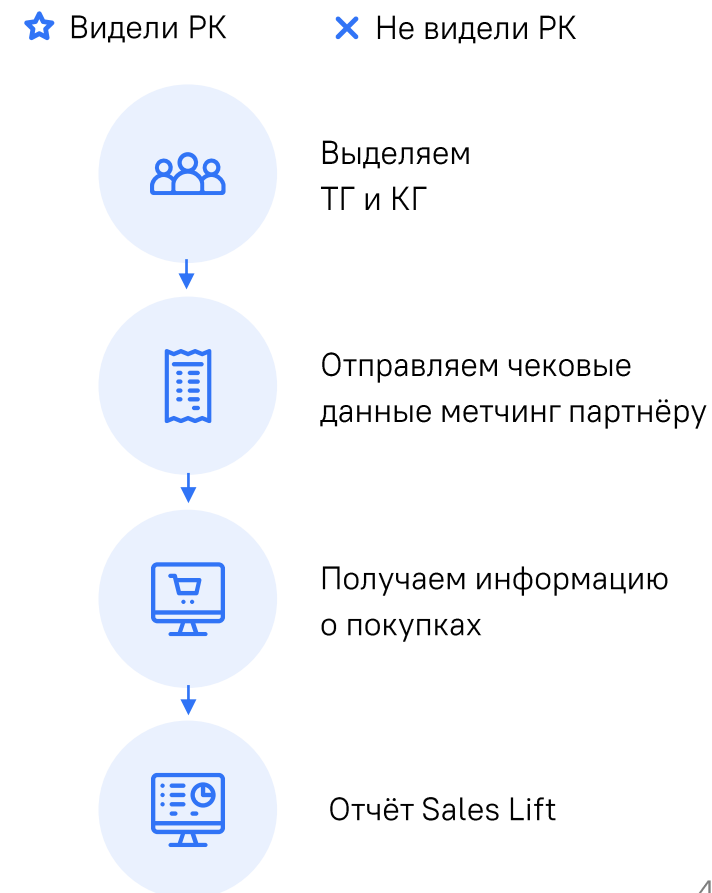 Видели РК
Не видели РК
Выделяем
ТГ и КГ
Отправляем чековые
данные метчинг партнёру
Получаем информацию
о покупках
Отчёт Sales Lift